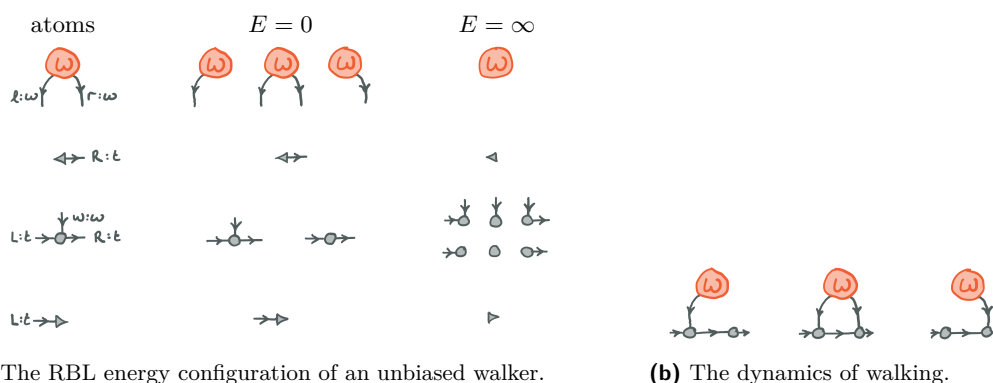 atoms E = 0 E = ∞
ω ω ω ω ω
l:ω r:ω
R:t
w:ω
L:t R:t
L:t
ω ω ω
The RBL energy configuration of an unbiased walker. (b) The dynamics of walking.